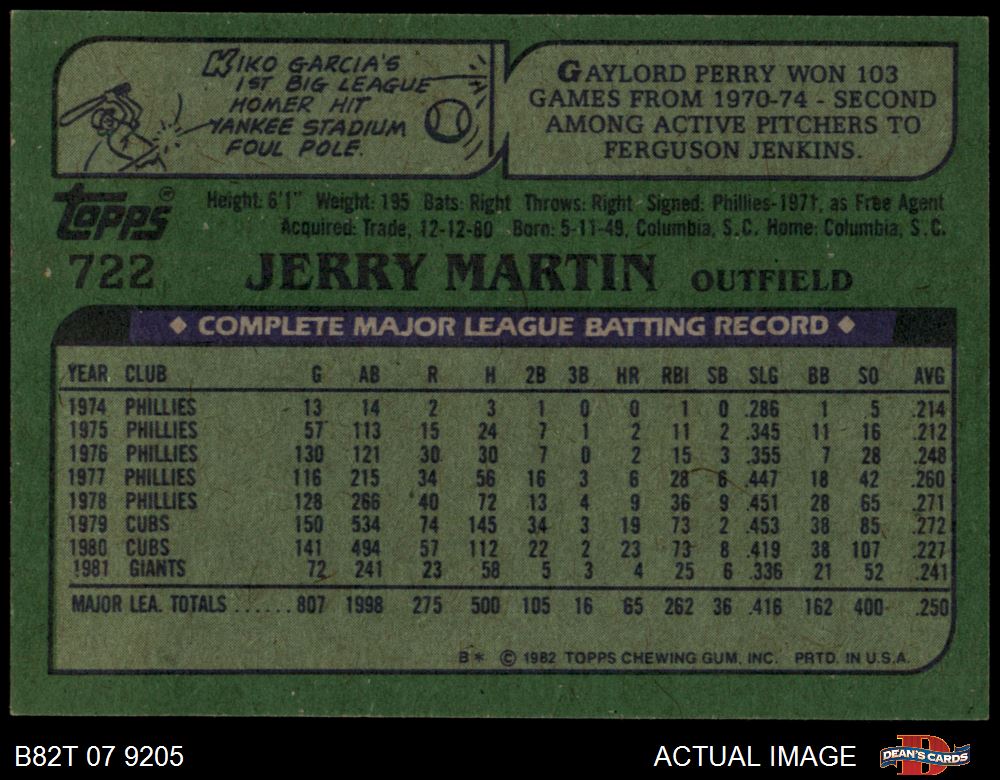 KIKO GARCIA'S
1ST BIG LEAGUE
HOMER HIT
YANKEE STADIUM
FOUL POLE.
GAYLORD PERRY WON 103
GAMES FROM 1970-74 - SECOND
AMONG ACTIVE PITCHERS TO
FERGUSON JENKINS.
Topps ®
Height: 6'1" Weight: 195 Bats: Right Throws: Right Signed: Phillies-1971, as Free Agent
Acquired: Trade, 12-12-80 Born: 5-11-49, Columbia, S.C. Home: Columbia, S.C.
722 JERRY MARTIN OUTFIELD
◆ COMPLETE MAJOR LEAGUE BATTING RECORD ◆
YEAR CLUB G AB R H 2B 3B HR RBI SB SLG BB SO AVG
1974 PHILLIES 13 14 2 3 1 0 0 1 0 .286 1 5 .214
1975 PHILLIES 57 113 15 24 7 1 2 11 2 .345 11 16 .212
1976 PHILLIES 130 121 30 30 7 0 2 15 3 .355 7 28 .248
1977 PHILLIES 116 215 34 56 16 3 6 28 6 .447 18 42 .260
1978 PHILLIES 128 266 40 72 13 4 9 36 9 .451 28 65 .271
1979 CUBS 150 534 74 145 34 3 19 73 2 .453 38 85 .272
1980 CUBS 141 494 57 112 22 2 23 73 8 .419 38 107 .227
1981 GIANTS 72 241 23 58 5 3 4 25 6 .336 21 52 .241
MAJOR LEA. TOTALS ......807 1998 275 500 105 16 65 262 36 .416 162 400 .250
B* © 1982 TOPPS CHEWING GUM, INC. PRTD. IN U.S.A.
B82T 07 9205
ACTUAL IMAGE
D
DEAN'S CARDS